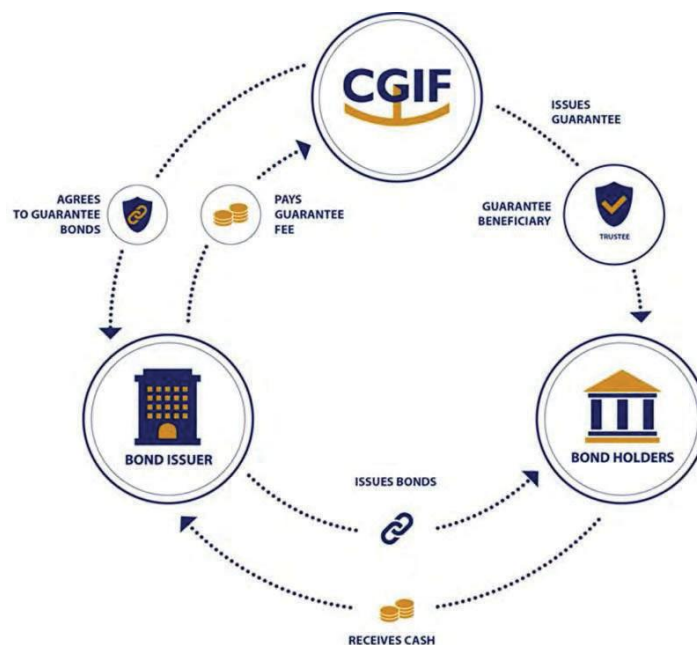 CGIF
ISSUES
GUARANTEE
AGREES
TO GUARANTEE
BONDS
PAYS
GUARANTEE
FEE
GUARANTEE
BENEFICIARY
TRUSTEE
BOND ISSUER
BOND HOLDERS
ISSUES BONDS
RECEIVES CASH